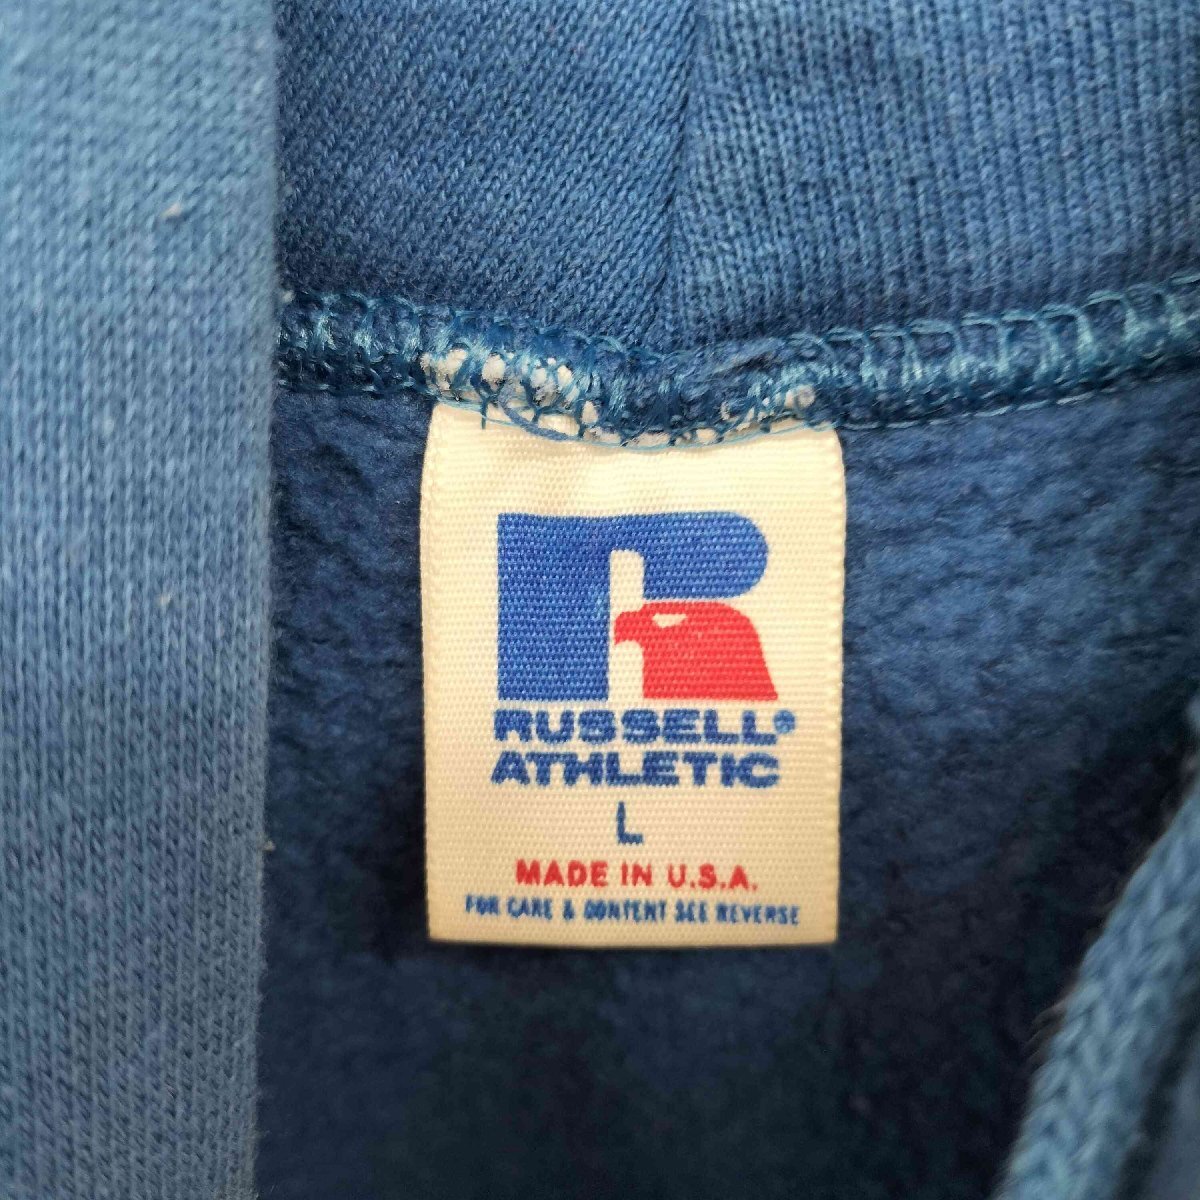 R
RUSSELL®
ATHLETIC
L
MADE IN U.S.A.
FOR CARE & CONTENT SEE REVERSE